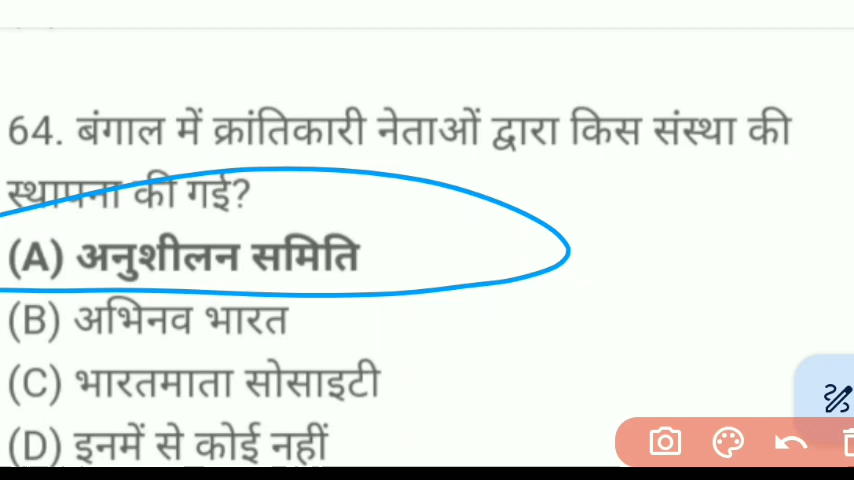 64. बंगाल में क्रांतिकारी नेताओं द्वारा किस संस्था की
स्थापना की गई?
(A) अनुशीलन समिति
(B) अभिनव भारत
(C) भारतमाता सोसाइटी
(D) इनमें से कोई नहीं